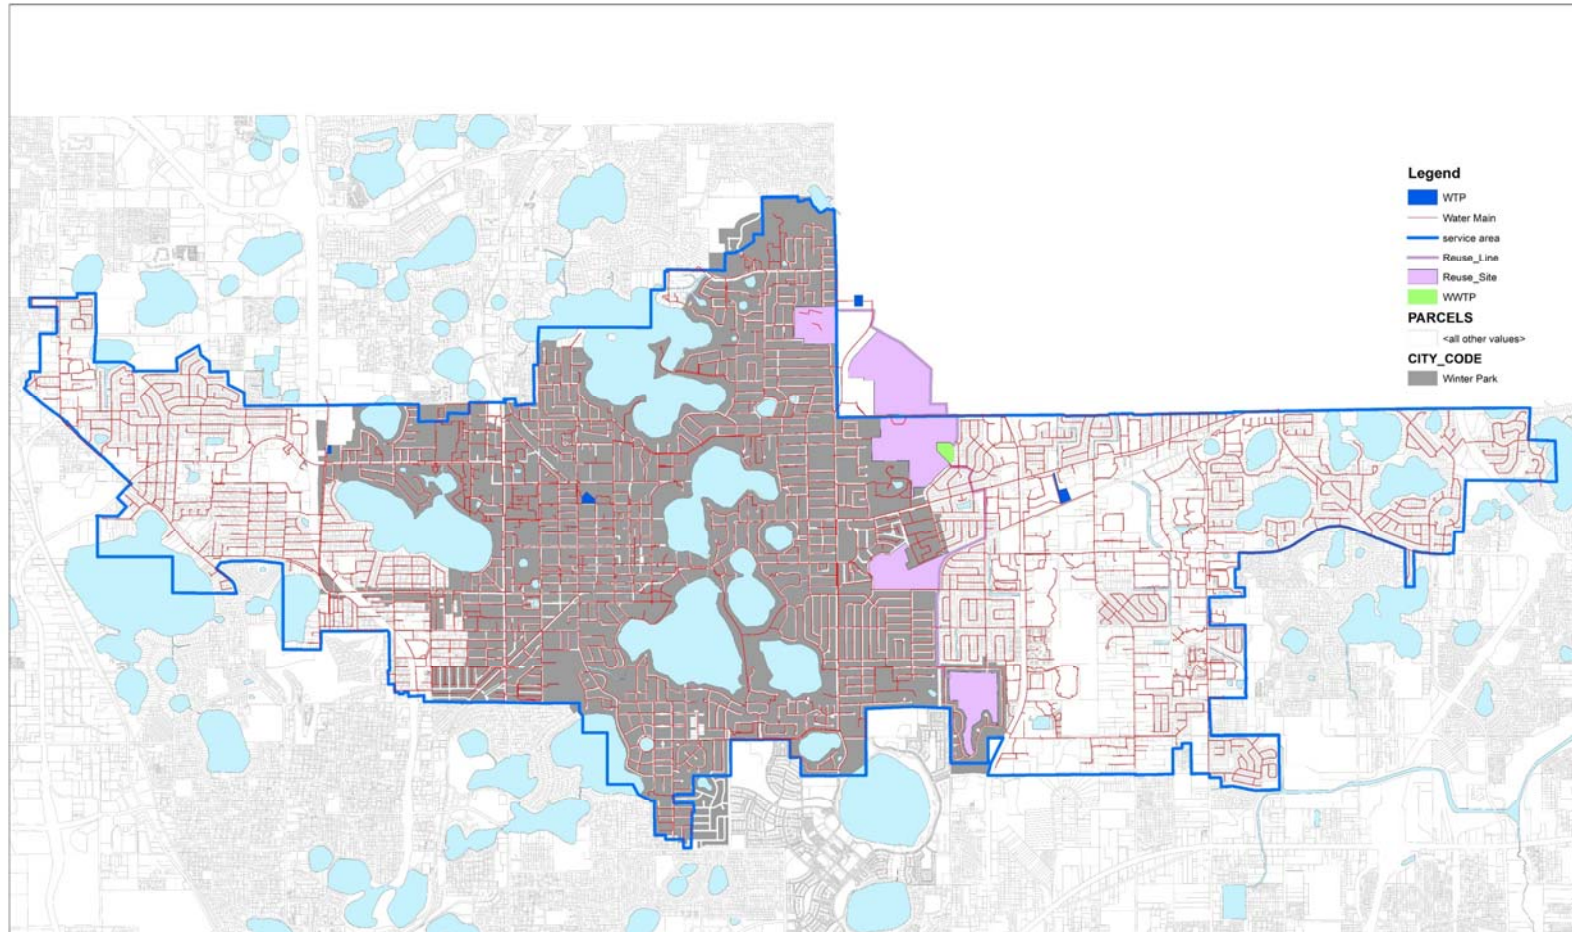 Legend
WTP
Water Main
service area
Reuse_Line
Reuse_Site
WWTP
PARCELS
<all other values>
CITY_CODE
Winter Park